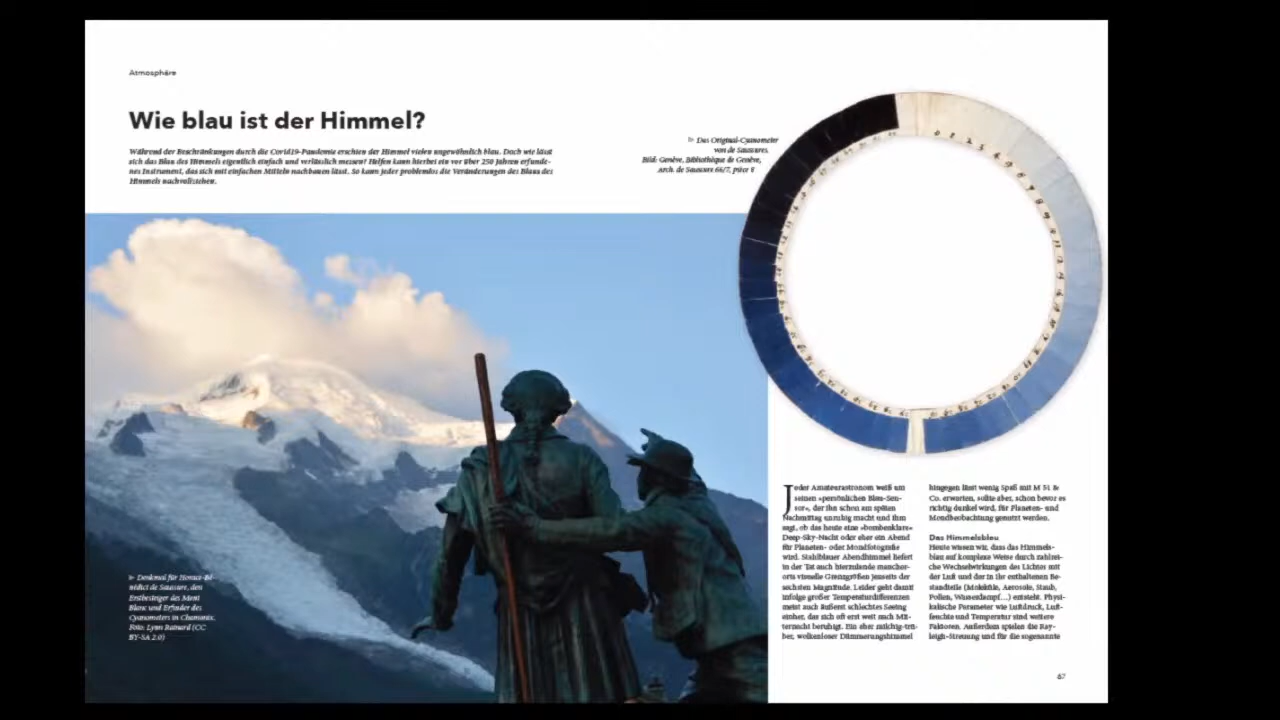 Atmosphäre
Wie blau ist der Himmel?
Während der Beschränkungen durch die Covid19-Pandemie erschien der Himmel vielen ungewöhnlich blau. Doch wie lässt
sich das Blau des Himmels eigentlich einfach und verlässlich messen? Helfen kann hierbei ein vor über 250 Jahren erfunde-
nes Instrument, das sich mit einfachen Mitteln nachbauen lässt. So kann jeder problemlos die Veränderungen des Blaus des
Himmels nachvollziehen.
Das Original-Cyanometer
von de Saussures.
Bild: Genève, Bibliothèque de Genève,
Arch. de Saussure 66/7, pièce 8
Denkmal für Horace-Bé-
nédict de Saussure, den
Erstbesteiger des Mont
Blanc und Erfinder des
Cyanometers in Chamonix.
Foto: Lynn Rainard (CC
BY-SA 2.0)
Jeder Amateurastronom weiß um
seinen »persönlichen Blau-Sen-
sor«, der ihn schon am späten
Nachmittag unruhig macht und ihm
sagt, ob das heute eine »bombenklare«
Deep-Sky-Nacht oder eher ein Abend
für Planeten- oder Mondfotografie
wird. Stahlblauer Abendhimmel liefert
in der Tat auch hierzulande mancher-
orts visuelle Grenzgrößen jenseits der
sechsten Magnitude. Leider geht damit
infolge großer Temperaturdifferenzen
meist auch äußerst schlechtes Seeing
einher, das sich oft erst weit nach Mit-
ternacht beruhigt. Ein eher milchig-trü-
ber, wolkenloser Dämmerungshimmel
hingegen lässt wenig Spaß mit M 51 &
Co. erwarten, sollte aber, schon bevor es
richtig dunkel wird, für Planeten- und
Mondbeobachtung genutzt werden.
Das Himmelsblau
Heute wissen wir, dass das Himmels-
blau auf komplexe Weise durch zahlrei-
che Wechselwirkungen des Lichtes mit
der Luft und der in ihr enthaltenen Be-
standteile (Moleküle, Aerosole, Staub,
Pollen, Wasserdampf...) entsteht. Physi-
kalische Parameter wie Luftdruck, Luft-
feuchte und Temperatur sind weitere
Faktoren. Außerdem spielen die Ray-
leigh-Streuung und für die sogenannte
67